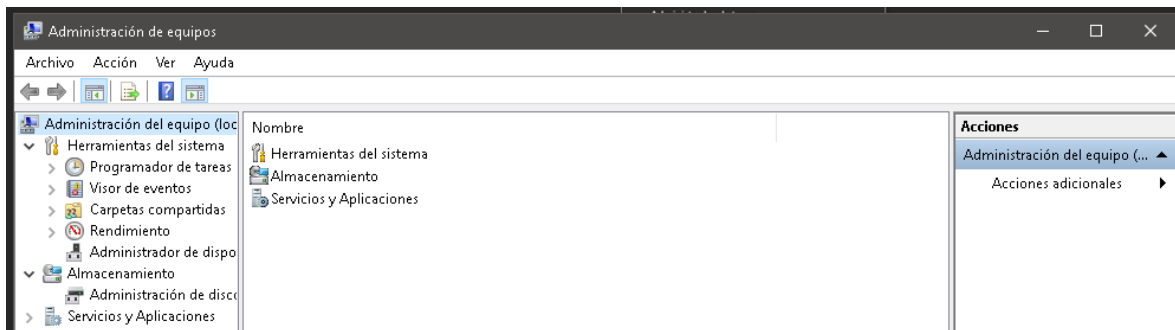 Administración de equipos
Archivo Acción Ver Ayuda
Administración del equipo (loc
Herramientas del sistema
Programador de tareas
Visor de eventos
Carpetas compartidas
Rendimiento
Administrador de dispo
Almacenamiento
Administración de disco
Servicios y Aplicaciones
Nombre
Herramientas del sistema
Almacenamiento
Servicios y Aplicaciones
Acciones
Administración del equipo (...
Acciones adicionales